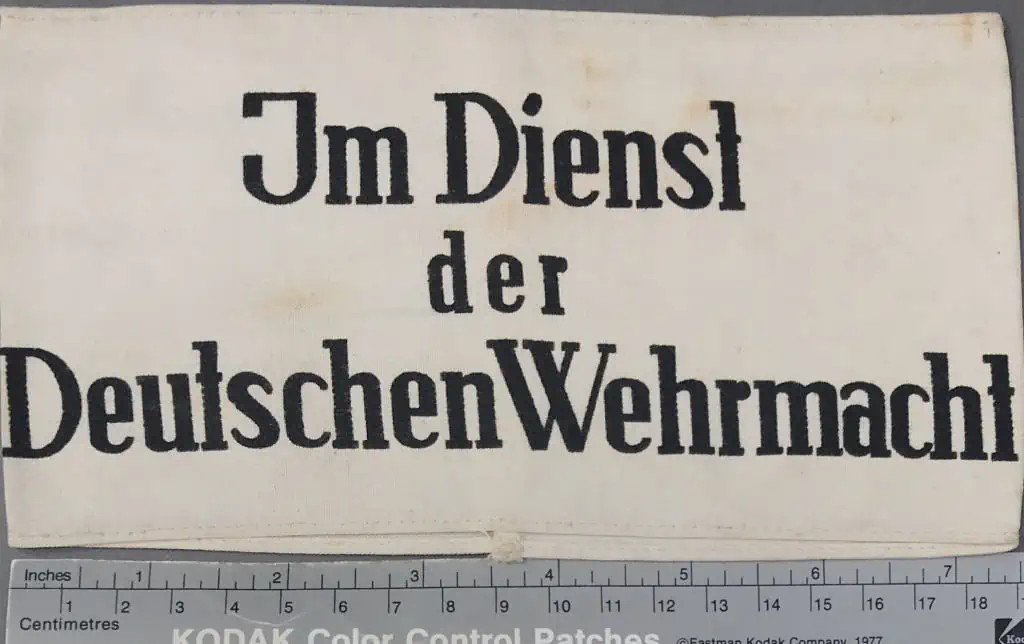 Im Dienst
der
Deutschen Wehrmacht
Inches 1 2 3 4 5 6 7
1 2 3 4 5 6 7 8 9 10 11 12 13 14 15 16 17 18
Centimetres
KODAK Color Control Patches ©Eastman Kodak Company, 1977